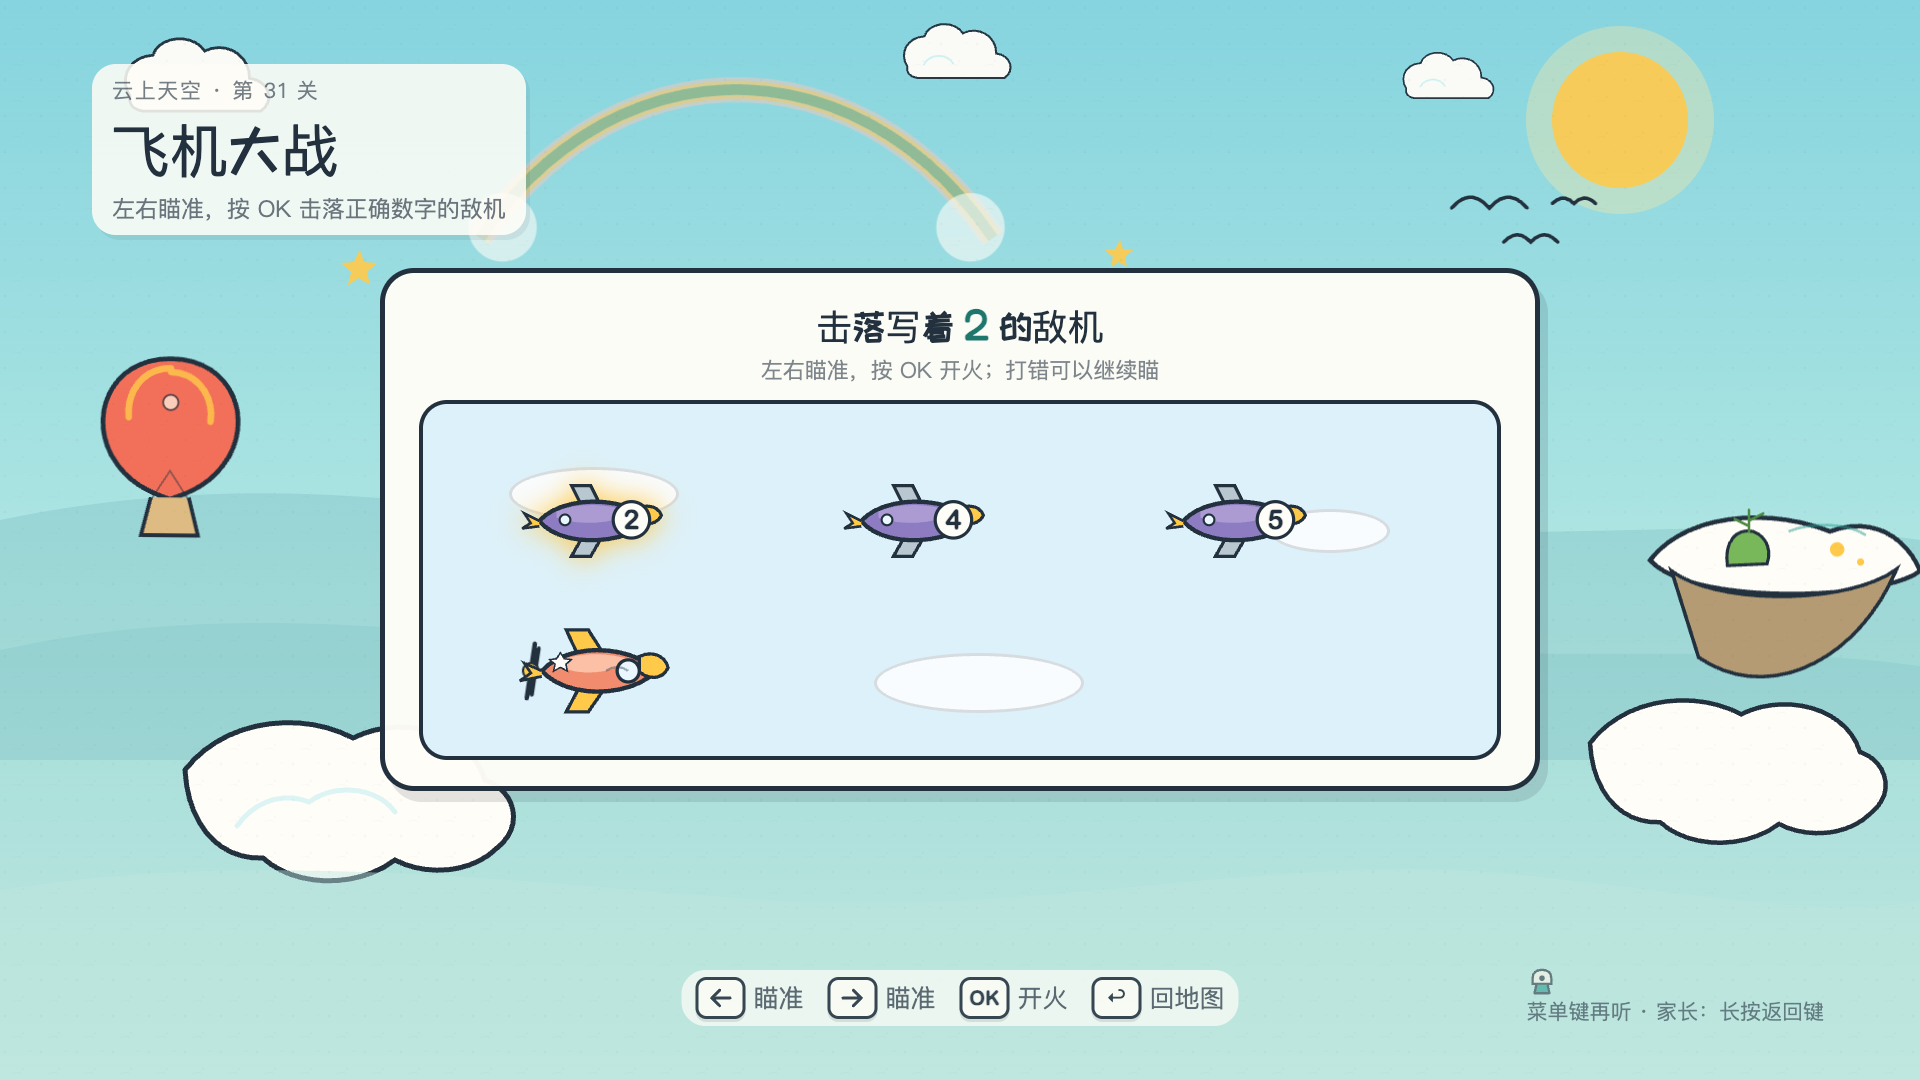 云上天空 · 第 31 关
飞机大战
左右瞄准，按 OK 击落正确数字的敌机
击落写着 2 的敌机
左右瞄准，按 OK 开火；打错可以继续瞄
2 4 5
← 瞄准 → 瞄准 OK 开火 ↩ 回地图
菜单键再听 · 家长：长按返回键